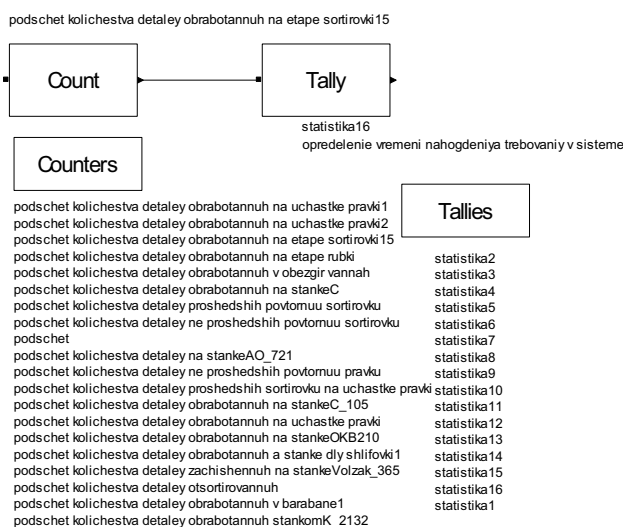 podschet kolichestva detaley obrabotannuh na etape sortirovki15
Count
Tally
statistika16
opredelenie vremeni nahogdeniya trebovaniy v sisteme
Counters
podschet kolichestva detaley obrabotannuh na uchastke pravki1
podschet kolichestva detaley obrabotannuh na uchastke pravki2
podschet kolichestva detaley obrabotannuh na etape sortirovki15
podschet kolichestva detaley obrabotannuh na etape rubki
podschet kolichestva detaley obrabotannuh v obezgir vannah
podschet kolichestva detaley obrabotannuh na stankeC
podschet kolichestva detaley proshedshih povtornuu sortirovku
podschet kolichestva detaley ne proshedshih povtornuu sortirovku
podschet
podschet kolichestva detaley na stankeAO_721
podschet kolichestva detaley ne proshedshih povtornuu pravku
podschet kolichestva detaley proshedshih sortirovku na uchastke pravki
podschet kolichestva detaley obrabotannuh na stankeC_105
podschet kolichestva detaley obrabotannuh na uchastke pravki
podschet kolichestva detaley obrabotannuh na stankeOKB210
podschet kolichestva detaley obrabotannuh a stanke dly shlifovki1
podschet kolichestva detaley zachishennuh na stankeVolzak_365
podschet kolichestva detaley otsortirovannuh
podschet kolichestva detaley obrabotannuh v barabane1
podschet kolichestva detaley obrabotannuh stankomK_2132
Tallies
statistika2
statistika3
statistika4
statistika5
statistika6
statistika7
statistika8
statistika9
statistika10
statistika11
statistika12
statistika13
statistika14
statistika15
statistika16
statistika1